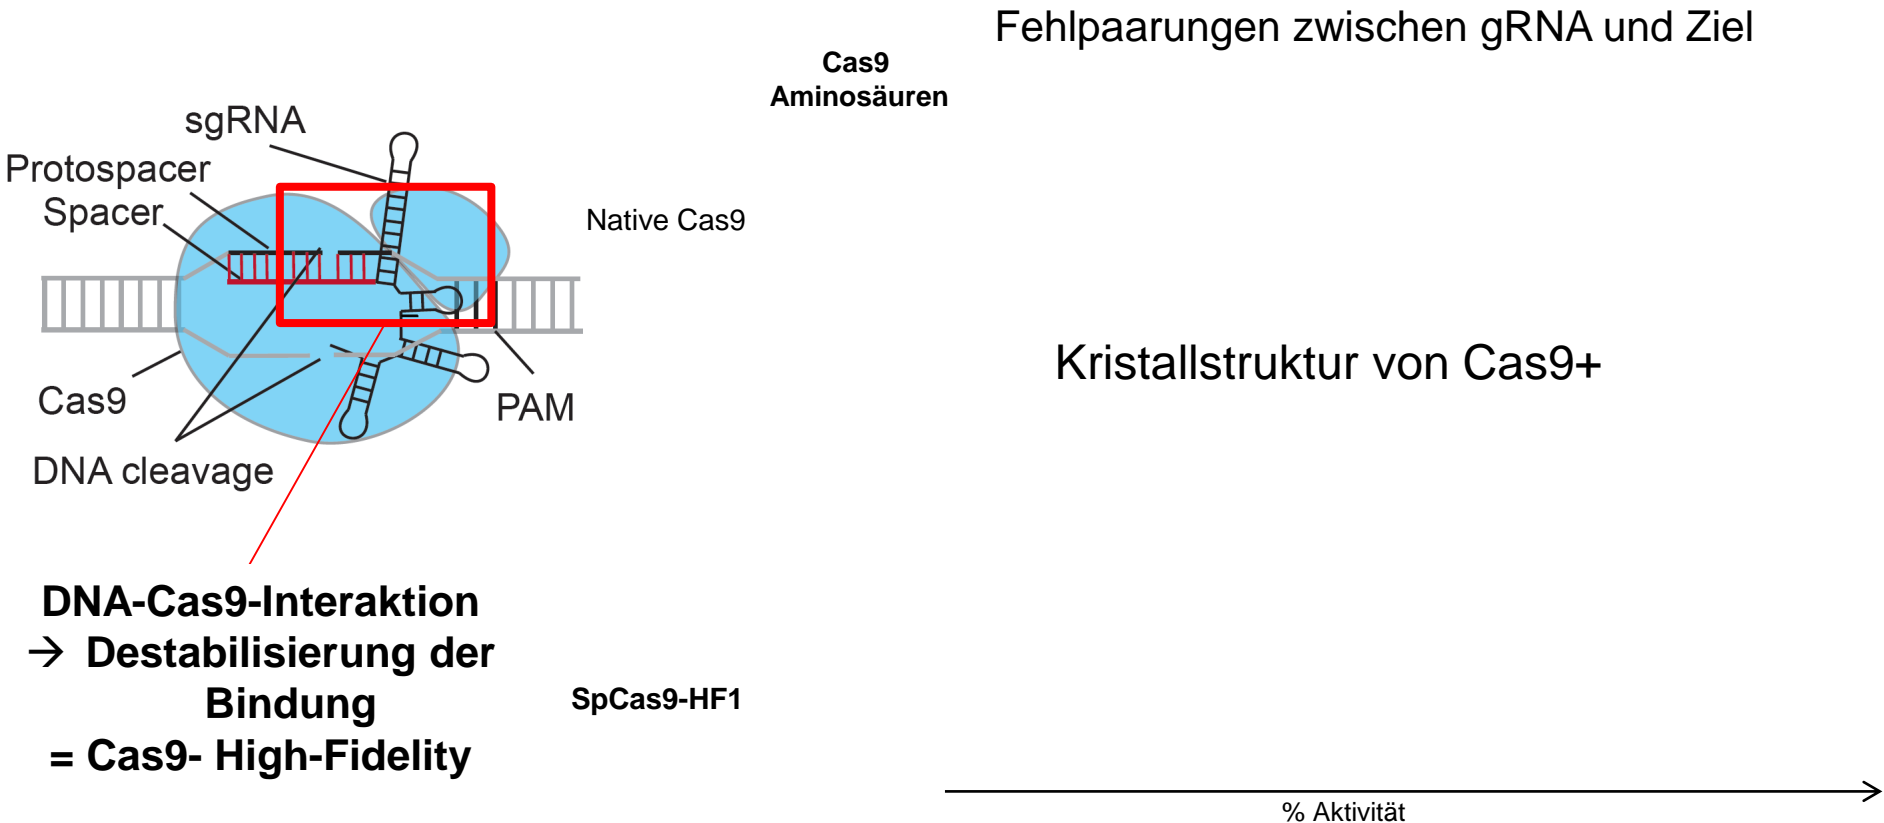 Fehlpaarungen zwischen gRNA und Ziel
Cas9
Aminosäuren
sgRNA
Protospacer
Spacer
Native Cas9
Kristallstruktur von Cas9+
Cas9
PAM
DNA cleavage
DNA-Cas9-Interaktion
→ Destabilisierung der
Bindung
= Cas9- High-Fidelity
SpCas9-HF1
% Aktivität